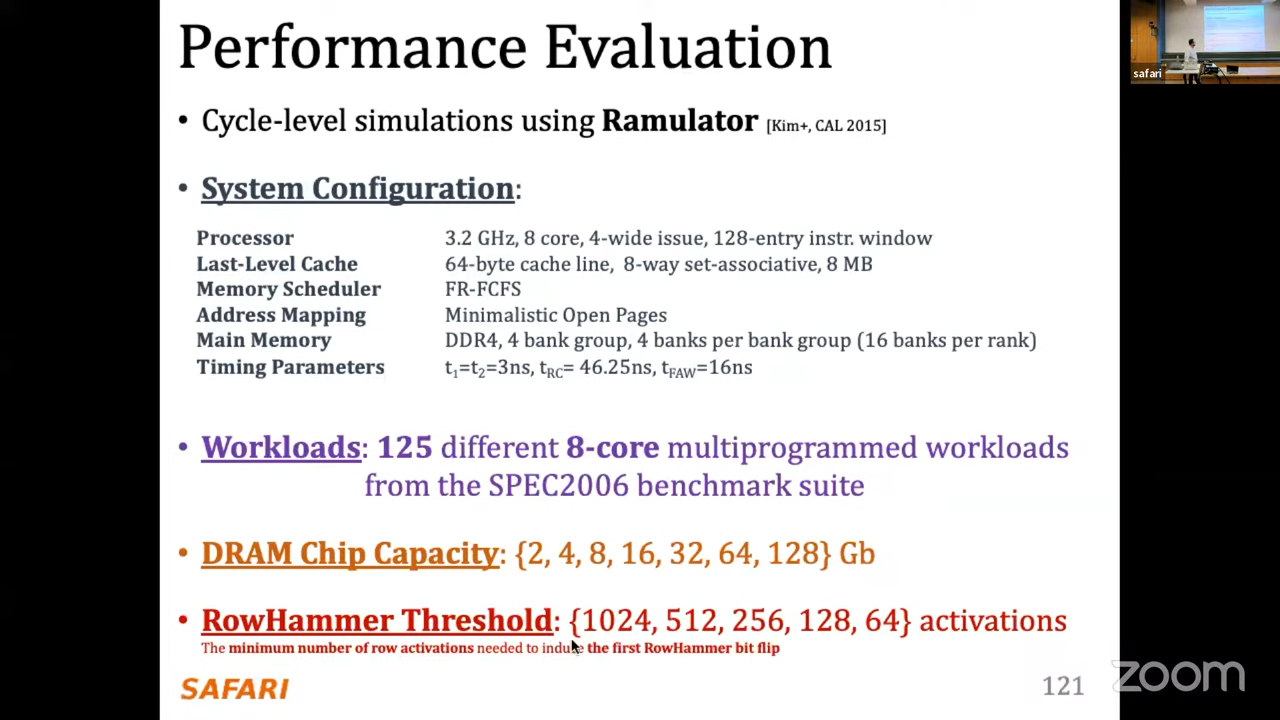 Performance Evaluation
safari
• Cycle-level simulations using Ramulator [Kim+, CAL 2015]
• System Configuration:
Processor 3.2 GHz, 8 core, 4-wide issue, 128-entry instr. window
Last-Level Cache 64-byte cache line, 8-way set-associative, 8 MB
Memory Scheduler FR-FCFS
Address Mapping Minimalistic Open Pages
Main Memory DDR4, 4 bank group, 4 banks per bank group (16 banks per rank)
Timing Parameters t₁=t₂=3ns, tRC= 46.25ns, tFAW=16ns
• Workloads: 125 different 8-core multiprogrammed workloads
from the SPEC2006 benchmark suite
• DRAM Chip Capacity: {2, 4, 8, 16, 32, 64, 128} Gb
• RowHammer Threshold: {1024, 512, 256, 128, 64} activations
The minimum number of row activations needed to induce the first RowHammer bit flip
SAFARI
121
zoom